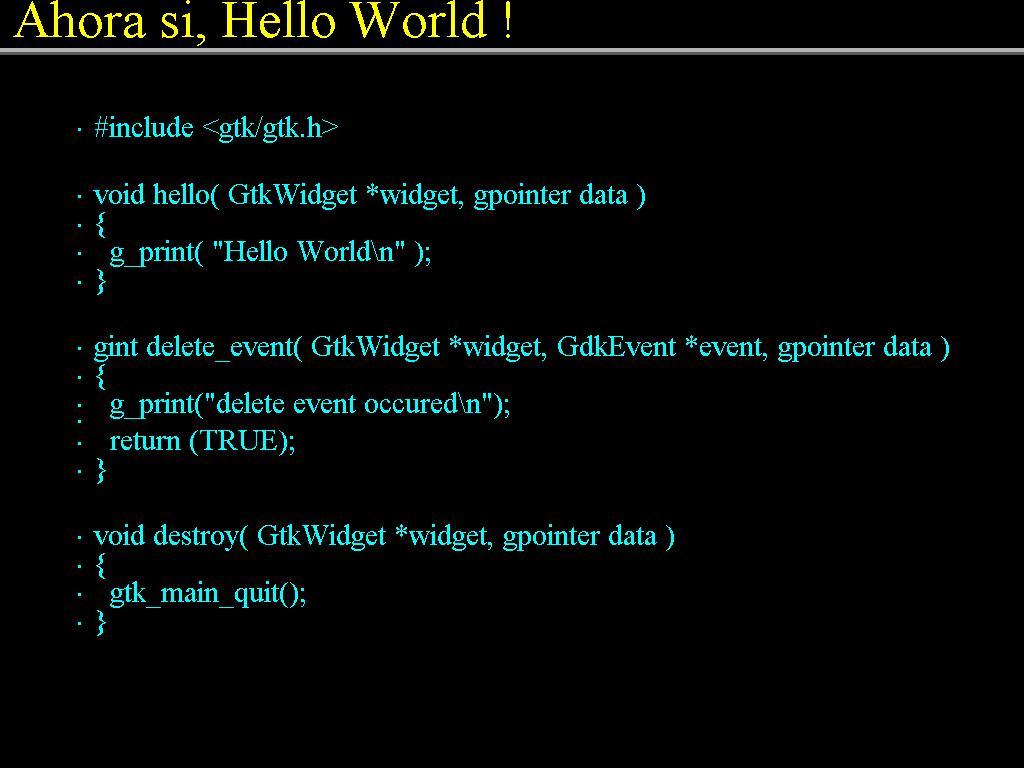 Ahora si, Hello World !
· #include <gtk/gtk.h>
· void hello( GtkWidget *widget, gpointer data )
· {
·   g_print( "Hello World\n" );
· }
· gint delete_event( GtkWidget *widget, GdkEvent *event, gpointer data )
· {
·   g_print("delete event occured\n");
·
·   return (TRUE);
· }
· void destroy( GtkWidget *widget, gpointer data )
· {
·   gtk_main_quit();
· }